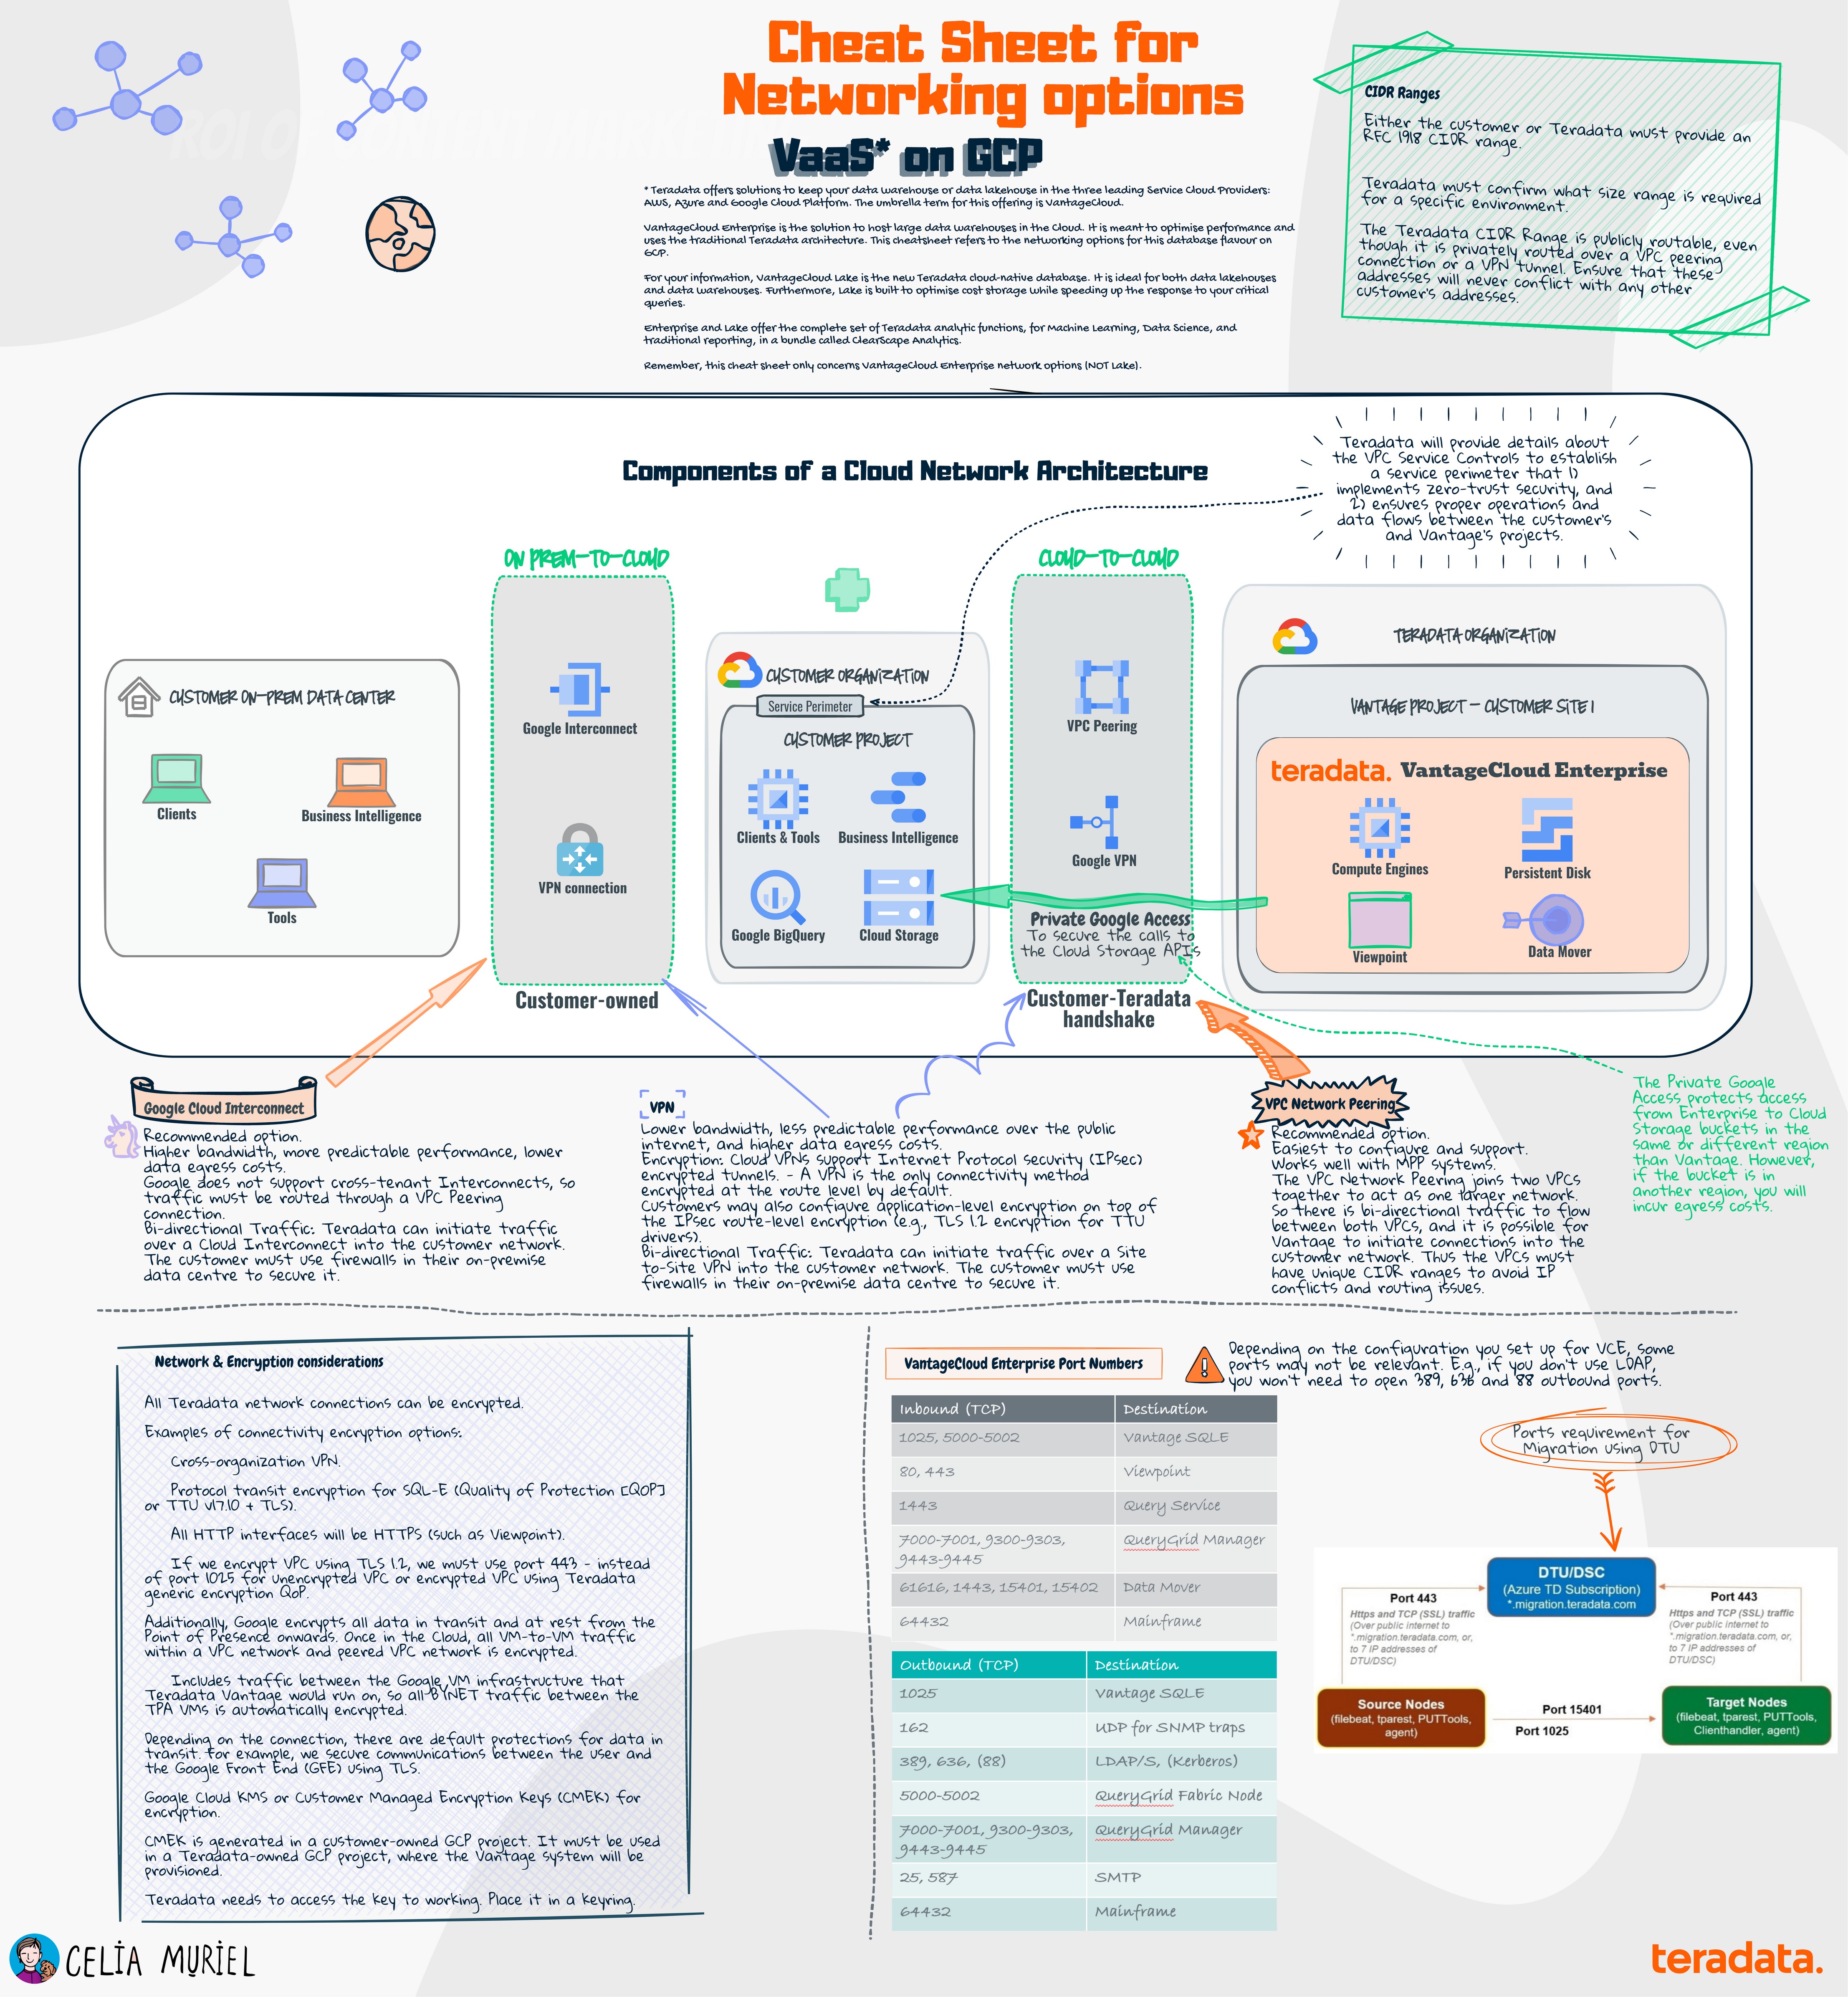 Cheat Sheet for
Networking options
VaaS* on GCP
* Teradata offers solutions to keep your data warehouse or data lakehouse in the three leading Service Cloud Providers:
AWS, Azure and Google Cloud Platform. The umbrella term for this offering is VantageCloud.
VantageCloud Enterprise is the solution to host large data warehouses in the Cloud. It is meant to optimise performance and
uses the traditional Teradata architecture. This cheatsheet refers to the networking options for this database flavour on
GCP.
For your information, VantageCloud Lake is the new Teradata cloud-native database. It is ideal for both data lakehouses
and data warehouses. Furthermore, Lake is built to optimise cost storage while speeding up the response to your critical
queries.
Enterprise and Lake offer the complete set of Teradata analytic functions, for Machine Learning, Data Science, and
traditional reporting, in a bundle called ClearScape Analytics.
Remember, this cheat sheet only concerns VantageCloud Enterprise network options (NOT Lake).
CIDR Ranges
Either the customer or Teradata must provide an
RFC 1918 CIDR range.
Teradata must confirm what size range is required
for a specific environment.
The Teradata CIDR Range is publicly routable, even
though it is privately routed over a VPC peering
connection or a VPN tunnel. Ensure that these
addresses will never conflict with any other
customer's addresses.
Components of a Cloud Network Architecture
Teradata will provide details about
the VPC Service Controls to establish
a service perimeter that 1)
implements zero-trust security, and
2) ensures proper operations and
data flows between the customer's
and Vantage's projects.
CUSTOMER ON-PREM DATA CENTER
Clients
Business Intelligence
Tools
ON PREM-TO-CLOUD
Google Interconnect
VPN connection
Customer-owned
CUSTOMER ORGANIZATION
Service Perimeter
CUSTOMER PROJECT
Clients & Tools
Business Intelligence
Google BigQuery
Cloud Storage
CLOUD-TO-CLOUD
VPC Peering
Google VPN
Private Google Access
To secure the calls to
the Cloud Storage APIs
Customer-Teradata
handshake
TERADATA ORGANIZATION
VANTAGE PROJECT - CUSTOMER SITE 1
teradata. VantageCloud Enterprise
Compute Engines
Persistent Disk
Viewpoint
Data Mover
Google Cloud Interconnect
Recommended option.
Higher bandwidth, more predictable performance, lower
data egress costs.
Google does not support cross-tenant Interconnects, so
traffic must be routed through a VPC Peering
connection.
Bi-directional Traffic: Teradata can initiate traffic
over a Cloud Interconnect into the customer network.
The customer must use firewalls in their on-premise
data centre to secure it.
VPN
Lower bandwidth, less predictable performance over the public
internet, and higher data egress costs.
Encryption: Cloud VPNs support Internet Protocol security (IPsec)
encrypted tunnels. - A VPN is the only connectivity method
encrypted at the route level by default.
Customers may also configure application-level encryption on top of
the IPsec route-level encryption (e.g., TLS 1.2 encryption for TTU
drivers).
Bi-directional Traffic: Teradata can initiate traffic over a Site
to-Site VPN into the customer network. The customer must use
firewalls in their on-premise data centre to secure it.
VPC Network Peering
Recommended option.
Easiest to configure and support.
Works well with MPP systems.
The VPC Network Peering joins two VPCs
together to act as one larger network.
So there is bi-directional traffic to flow
between both VPCs, and it is possible for
Vantage to initiate connections into the
customer network. Thus the VPCs must
have unique CIDR ranges to avoid IP
conflicts and routing issues.
The Private Google
Access protects access
from Enterprise to Cloud
Storage buckets in the
same or different region
than Vantage. However,
if the bucket is in
another region, you will
incur egress costs.
Network & Encryption considerations
All Teradata network connections can be encrypted.
Examples of connectivity encryption options:
Cross-organization VPN.
Protocol transit encryption for SQL-E (Quality of Protection [QOP]
or TTU v17.10 + TLS).
All HTTP interfaces will be HTTPs (such as Viewpoint).
If we encrypt VPC using TLS 1.2, we must use port 443 - instead
of port 1025 for unencrypted VPC or encrypted VPC using Teradata
generic encryption QoP.
Additionally, Google encrypts all data in transit and at rest from the
Point of Presence onwards. Once in the Cloud, all VM-to-VM traffic
within a VPC network and peered VPC network is encrypted.
Includes traffic between the Google VM infrastructure that
Teradata Vantage would run on, so all BYNET traffic between the
TPA VMs is automatically encrypted.
Depending on the connection, there are default protections for data in
transit. For example, we secure communications between the user and
the Google Front End (GFE) using TLS.
Google Cloud KMS or Customer Managed Encryption Keys (CMEK) for
encryption.
CMEK is generated in a customer-owned GCP project. It must be used
in a Teradata-owned GCP project, where the Vantage system will be
provisioned.
Teradata needs to access the key to working. Place it in a keyring.
VantageCloud Enterprise Port Numbers
Depending on the configuration you set up for VCE, some
ports may not be relevant. E.g., if you don't use LDAP,
you won't need to open 389, 636 and 88 outbound ports.
Inbound (TCP) Destination
1025, 5000-5002 Vantage SQLE
80, 443 Viewpoint
1443 Query Service
7000-7001, 9300-9303, QueryGrid Manager
9443-9445
61616, 1443, 15401, 15402 Data Mover
64432 Mainframe
Outbound (TCP) Destination
1025 Vantage SQLE
162 UDP for SNMP traps
389, 636, (88) LDAP/S, (Kerberos)
5000-5002 QueryGrid Fabric Node
7000-7001, 9300-9303, QueryGrid Manager
9443-9445
25, 587 SMTP
64432 Mainframe
Ports requirement for
Migration using DTU
DTU/DSC
(Azure TD Subscription)
*.migration.teradata.com
Port 443
Https and TCP (SSL) traffic
(Over public internet to
*.migration.teradata.com, or,
to 7 IP addresses of
DTU/DSC)
Port 443
Https and TCP (SSL) traffic
(Over public internet to
*.migration.teradata.com, or,
to 7 IP addresses of
DTU/DSC)
Source Nodes
(filebeat, tparest, PUTTools,
agent)
Port 15401
Port 1025
Target Nodes
(filebeat, tparest, PUTTools,
Clienthandler, agent)
CELIA MURIEL
teradata.